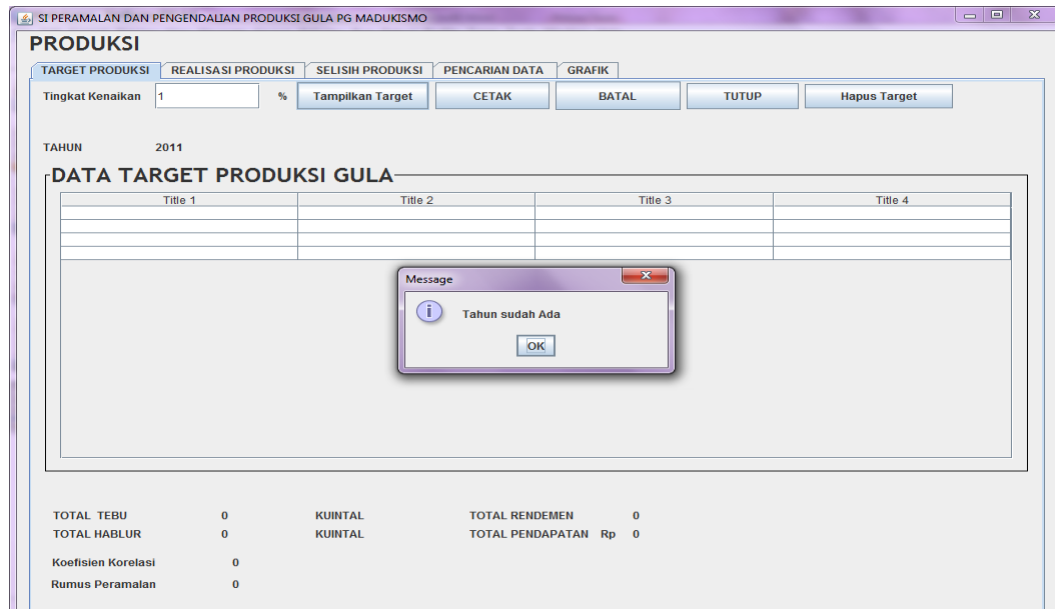 SI PERAMALAN DAN PENGENDALIAN PRODUKSI GULA PG MADUKISMO
PRODUKSI
TARGET PRODUKSI REALISASI PRODUKSI SELISIH PRODUKSI PENCARIAN DATA GRAFIK
Tingkat Kenaikan 1 % Tampilkan Target CETAK BATAL TUTUP Hapus Target
TAHUN 2011
DATA TARGET PRODUKSI GULA
Title 1 Title 2 Title 3 Title 4
Message
Tahun sudah Ada
OK
TOTAL TEBU 0 KUINTAL TOTAL RENDEMEN 0
TOTAL HABLUR 0 KUINTAL TOTAL PENDAPATAN Rp 0
Koefisien Korelasi 0
Rumus Peramalan 0